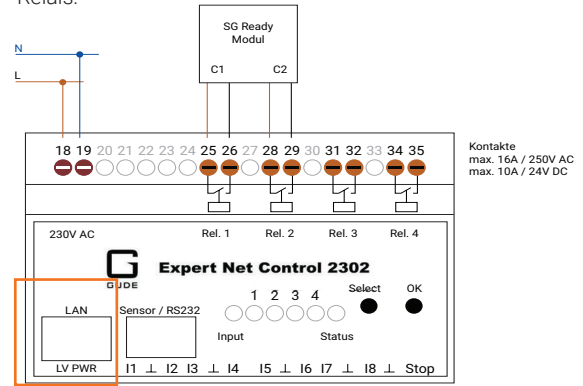 Relais.
SG Ready
Modul
N
L
C1 C2
18 19 20 21 22 23 24 25 26 27 28 29 30 31 32 33 34 35
Kontakte
max. 16A / 250V AC
max. 10A / 24V DC
230V AC Rel. 1 Rel. 2 Rel. 3 Rel. 4
GUDE
Expert Net Control 2302
1 2 3 4 Select OK
LAN Sensor / RS232
Input Status
LV PWR I1 ⊥ I2 I3 ⊥ I4 I5 ⊥ I6 I7 ⊥ I8 ⊥ Stop